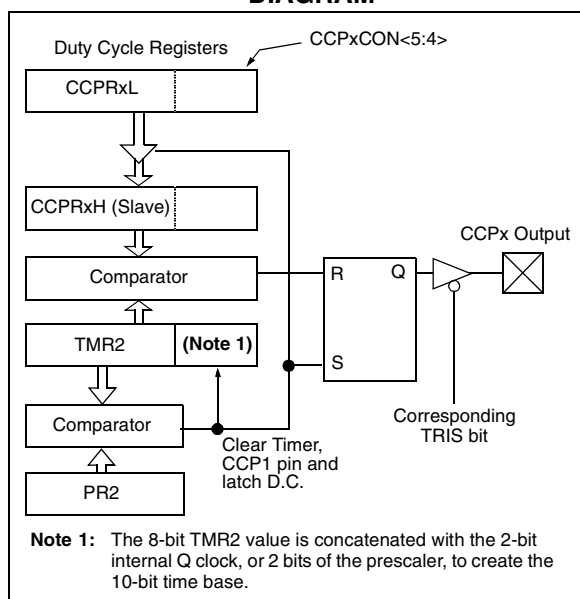 DIAGRAM
Duty Cycle Registers
CCPxCON<5:4>
CCPRxL
CCPRxH (Slave)
CCPx Output
Comparator
R
Q
TMR2
(Note 1)
S
Comparator
Corresponding
TRIS bit
Clear Timer,
CCP1 pin and
latch D.C.
PR2
Note 1: The 8-bit TMR2 value is concatenated with the 2-bit
internal Q clock, or 2 bits of the prescaler, to create the
10-bit time base.